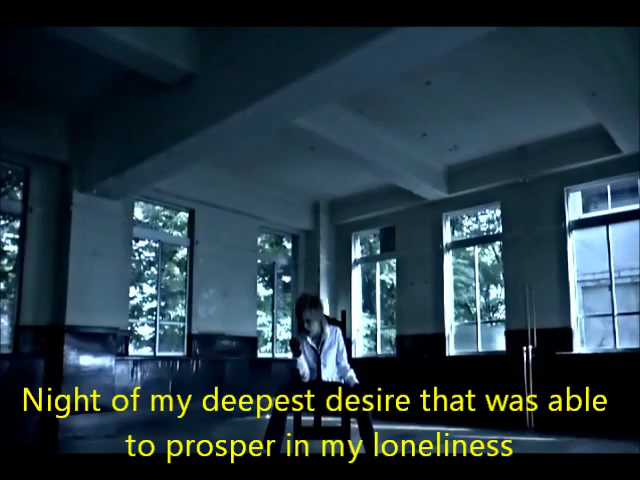 Night of my deepest desire that was able
to prosper in my loneliness